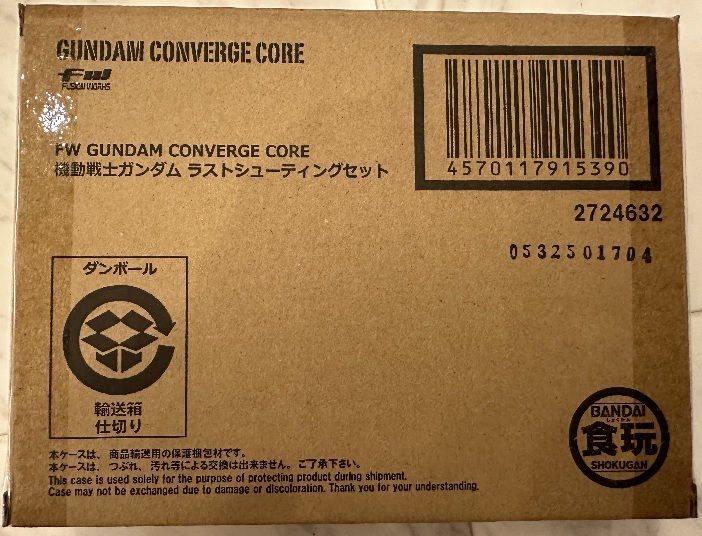 GUNDAM CONVERGE CORE
FW
FUSION WORKS
FW GUNDAM CONVERGE CORE
機動戦士ガンダム ラストシューティングセット
4570117915390
2724632
0532501704
ダンボール
輸送箱
仕切り
BANDAI
しょくがん
食玩
SHOKUGAN
本ケースは、商品輸送用の保護梱包材です。
本ケースは、つぶれ、汚れ等による交換は出来ません。ご了承下さい。
This case is used solely for the purpose of protecting product during shipment.
Case may not be exchanged due to damage or discoloration. Thank you for your understanding.